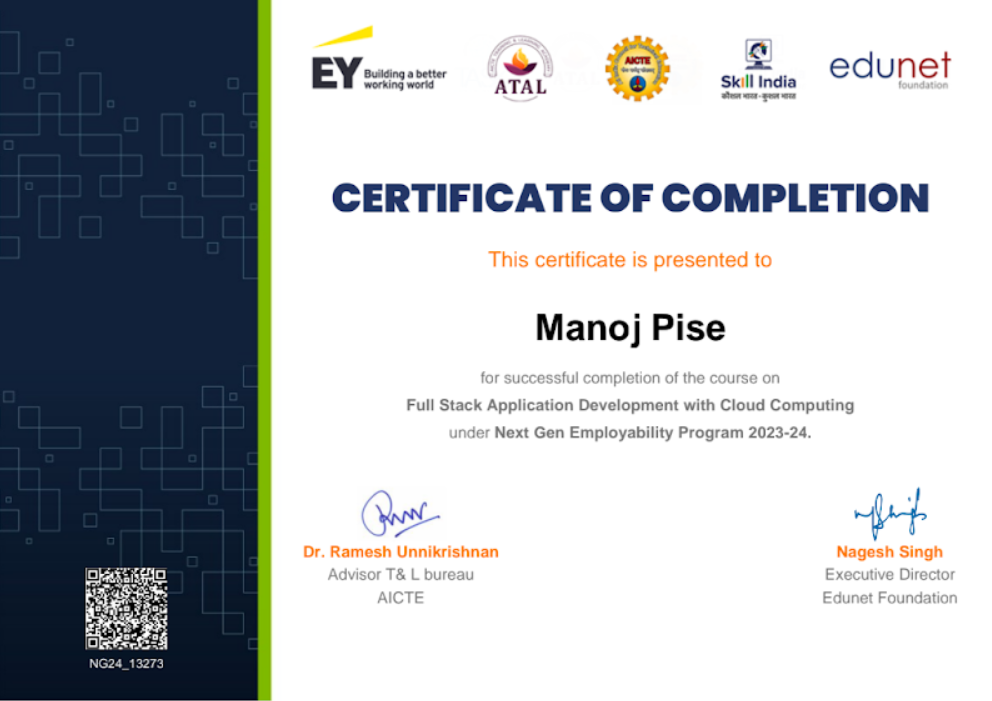 EY Building a better
working world
ATAL
AICTE
Skill India
कौशल भारत - कुशल भारत
edunet
foundation
CERTIFICATE OF COMPLETION
This certificate is presented to
Manoj Pise
for successful completion of the course on
Full Stack Application Development with Cloud Computing
under Next Gen Employability Program 2023-24.
Dr. Ramesh Unnikrishnan
Advisor T& L bureau
AICTE
Nagesh Singh
Executive Director
Edunet Foundation
NG24_13273